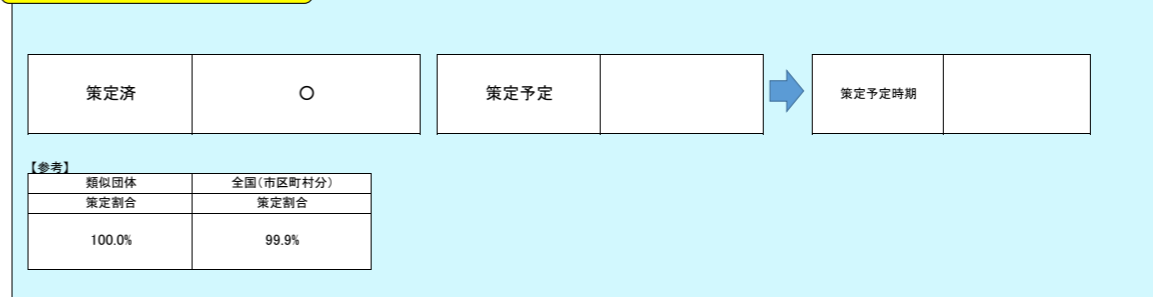 策定済 〇 策定予定 策定予定時期
【参考】
類似団体 全国(市区町村分)
策定割合 策定割合
100.0% 99.9%